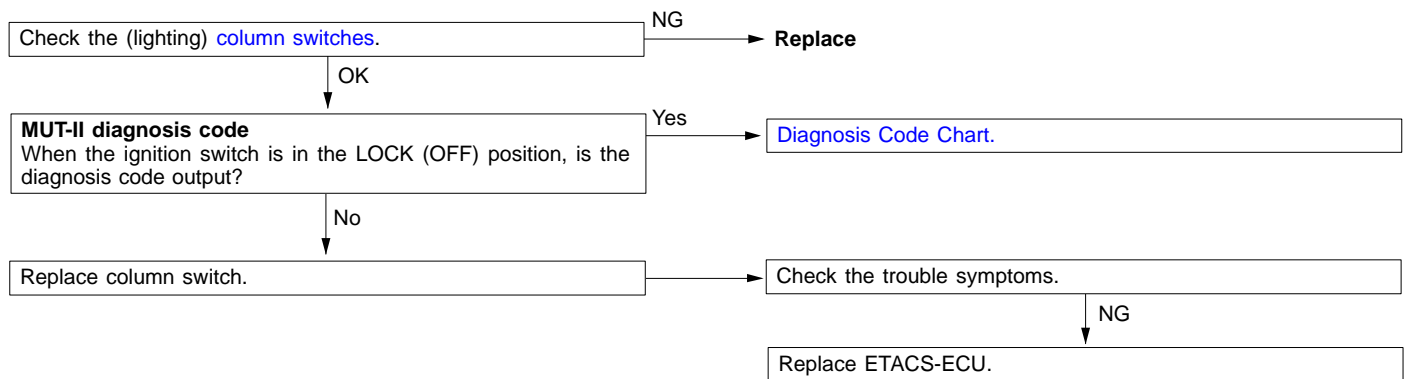 Check the (lighting) column switches.
NG
Replace
OK
MUT-II diagnosis code
When the ignition switch is in the LOCK (OFF) position, is the
diagnosis code output?
Yes
Diagnosis Code Chart.
No
Replace column switch.
Check the trouble symptoms.
NG
Replace ETACS-ECU.